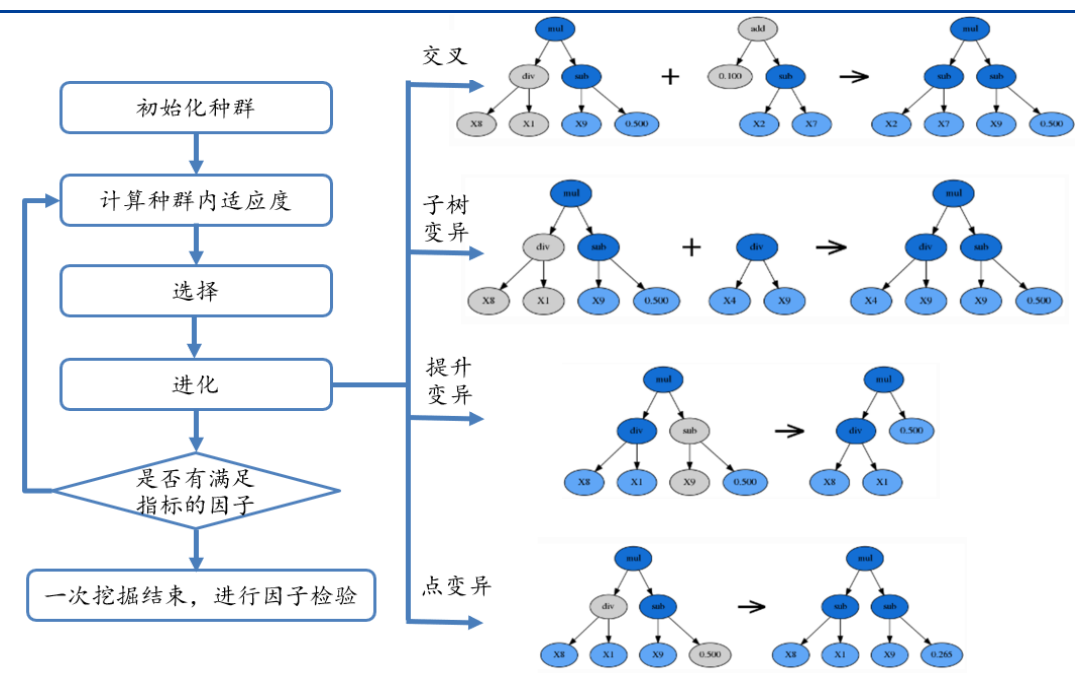 初始化种群
计算种群内适应度
选择
进化
是否有满足
指标的因子
一次挖掘结束，进行因子检验
交叉
mul
div
sub
X8
X1
X9
0.500
+
add
0.100
sub
X2
X7
mul
sub
sub
X2
X7
X9
0.500
子树
变异
mul
div
sub
X8
X1
X9
0.500
+
div
X4
X9
mul
div
sub
X4
X9
X9
0.500
提升
变异
mul
div
sub
X8
X1
X9
0.500
mul
div
0.500
X8
X1
点变异
mul
div
sub
X8
X1
X9
0.500
mul
sub
sub
X8
X1
X9
0.265